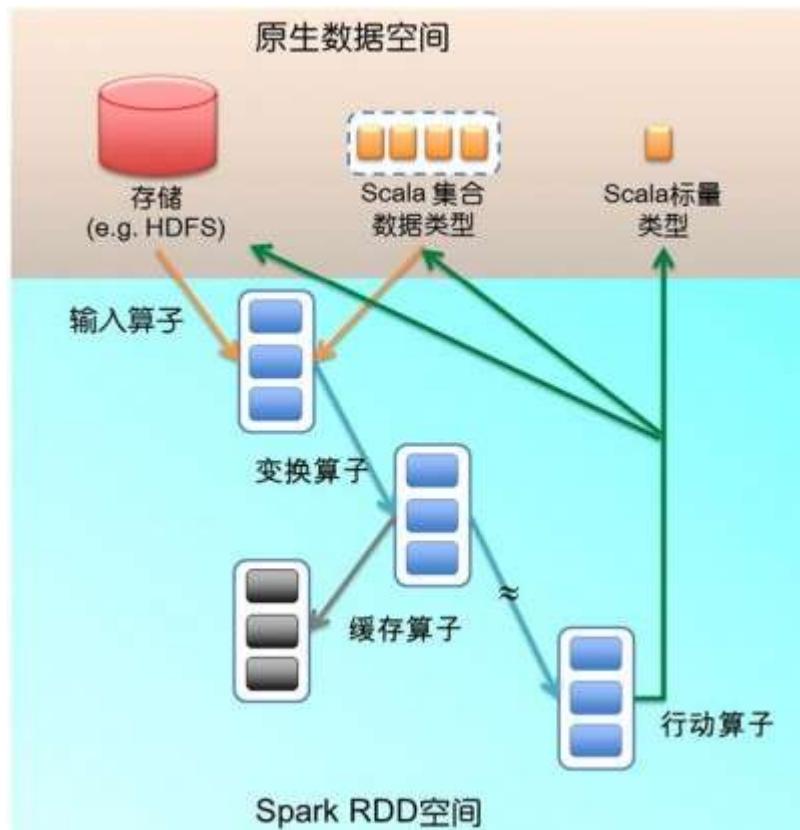 原生数据空间
存储
(e.g. HDFS)
Scala 集合
数据类型
Scala标量
类型
输入算子
变换算子
≈
缓存算子
行动算子
Spark RDD空间